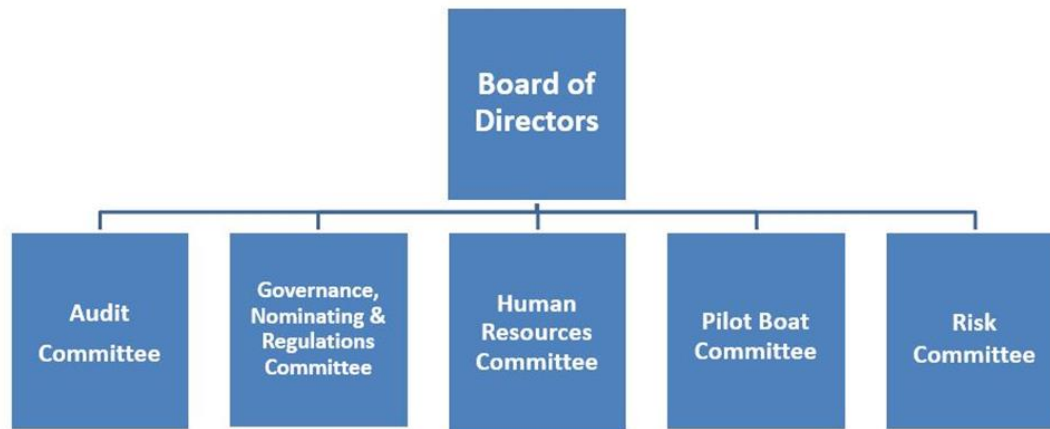 Board of
Directors
Audit
Committee
Governance,
Nominating &
Regulations
Committee
Human
Resources
Committee
Pilot Boat
Committee
Risk
Committee